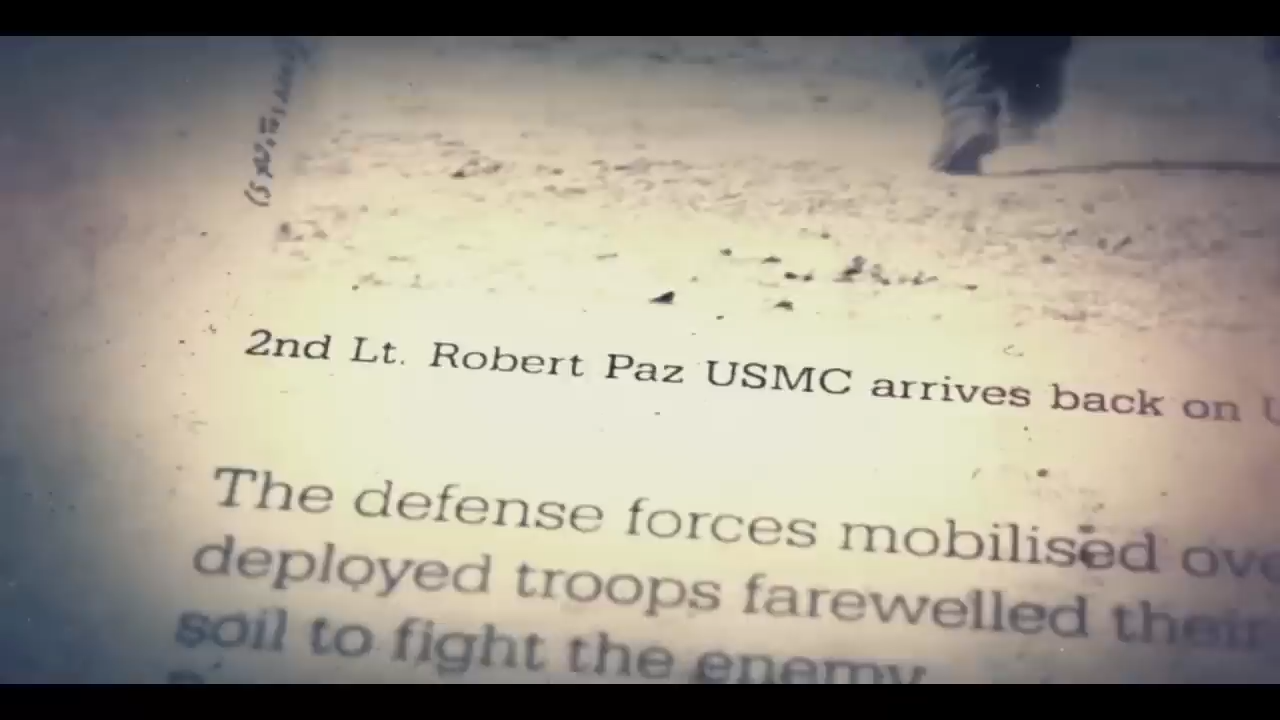 2nd Lt. Robert Paz USMC arrives back on
The defense forces mobilised
deployed troops farewelled their
soil to fight the enemy